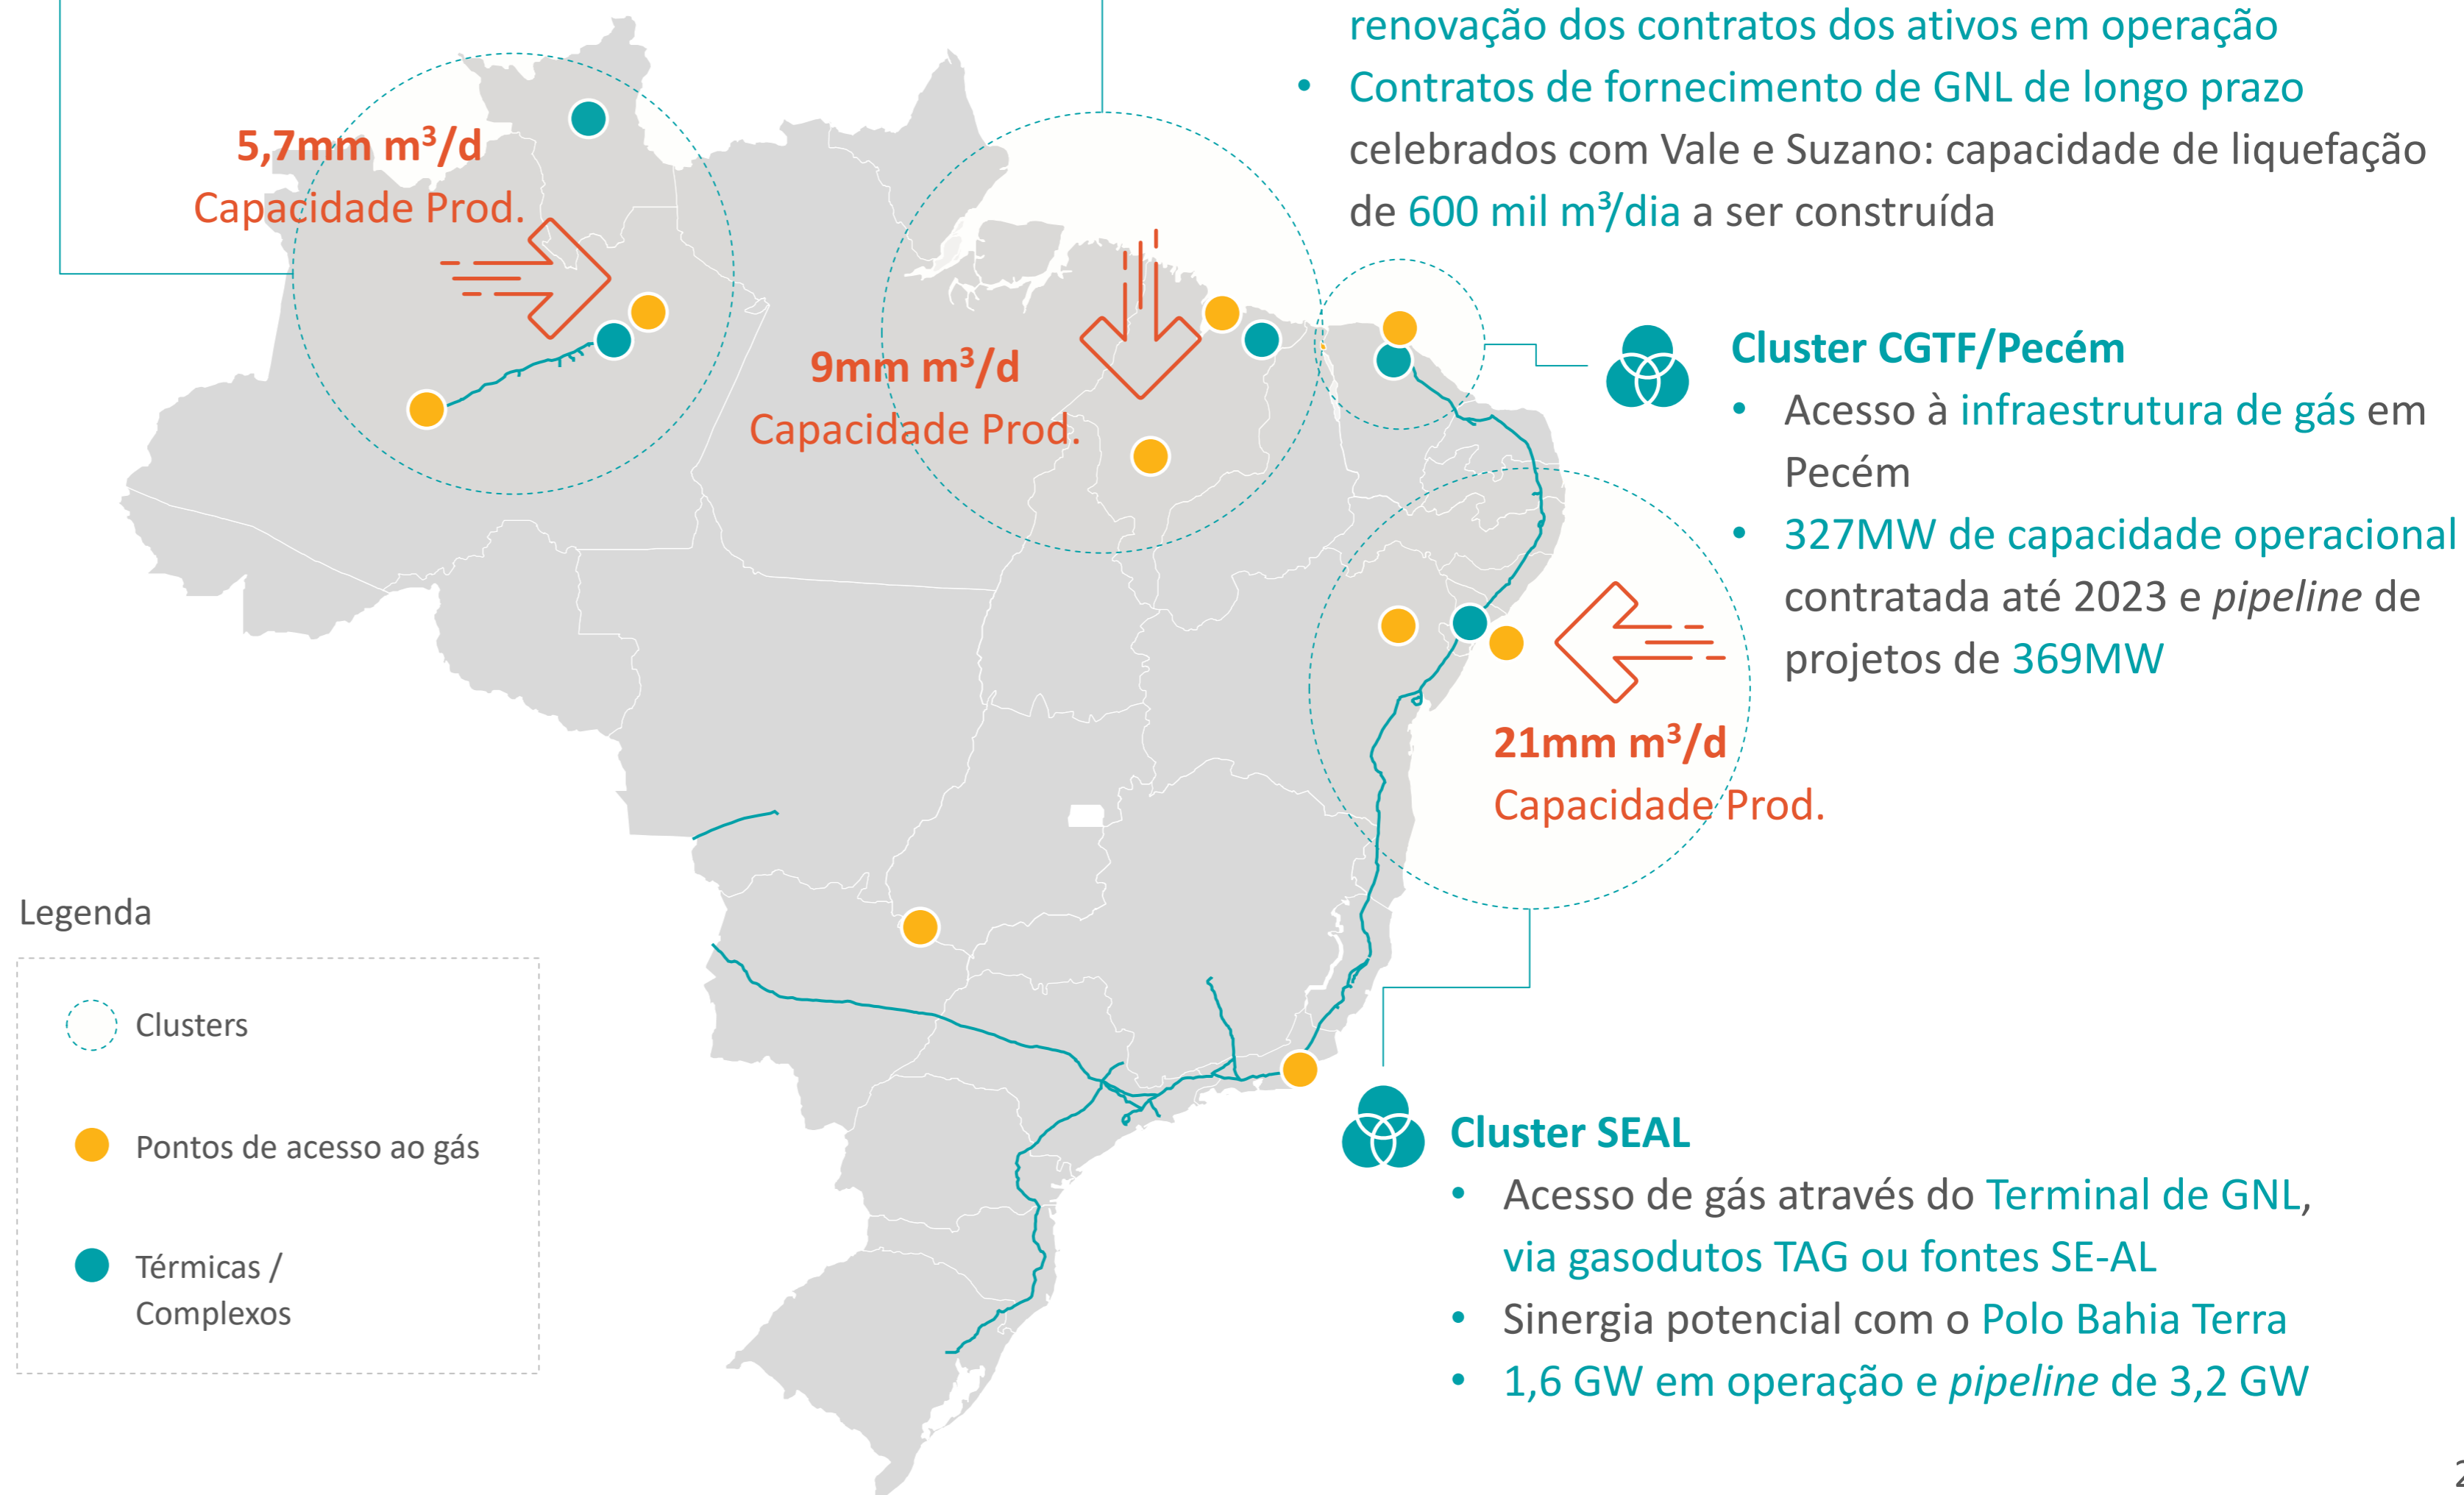 renovação dos contratos dos ativos em operação
• Contratos de fornecimento de GNL de longo prazo
celebrados com Vale e Suzano: capacidade de liquefação
de 600 mil m³/dia a ser construída
5,7mm m³/d
Capacidade Prod.
9mm m³/d
Capacidade Prod.
Cluster CGTF/Pecém
• Acesso à infraestrutura de gás em
Pecém
• 327MW de capacidade operacional
contratada até 2023 e pipeline de
projetos de 369MW
21mm m³/d
Capacidade Prod.
Legenda
Clusters
Pontos de acesso ao gás
Térmicas /
Complexos
Cluster SEAL
• Acesso de gás através do Terminal de GNL,
via gasodutos TAG ou fontes SE-AL
• Sinergia potencial com o Polo Bahia Terra
• 1,6 GW em operação e pipeline de 3,2 GW